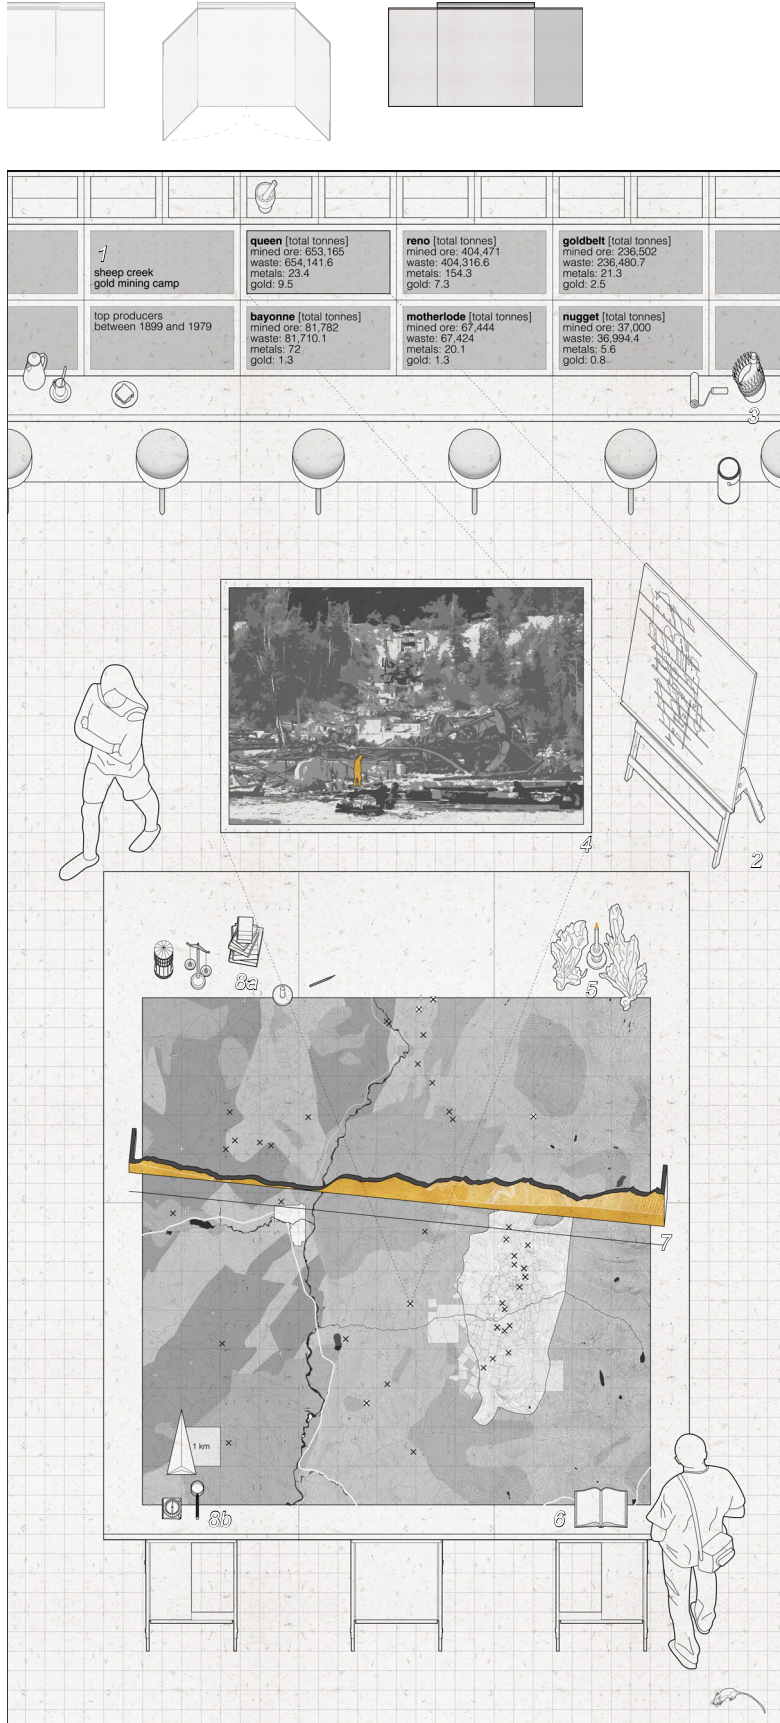 1
sheep creek
gold mining camp
queen [total tonnes]
mined ore: 653,165
waste: 654,141.6
metals: 23.4
gold: 9.5
reno [total tonnes]
mined ore: 404,471
waste: 404,316.6
metals: 154.3
gold: 7.3
goldbelt [total tonnes]
mined ore: 236,502
waste: 236,480.7
metals: 21.3
gold: 2.5
top producers
between 1899 and 1979
bayonne [total tonnes]
mined ore: 81,782
waste: 81,710.1
metals: 72
gold: 1.3
motherlode [total tonnes]
mined ore: 67,444
waste: 67,424
metals: 20.1
gold: 1.3
nugget [total tonnes]
mined ore: 37,000
waste: 36,994.4
metals: 5.6
gold: 0.8
3
4
2
8a
5
7
1 km
8b
6